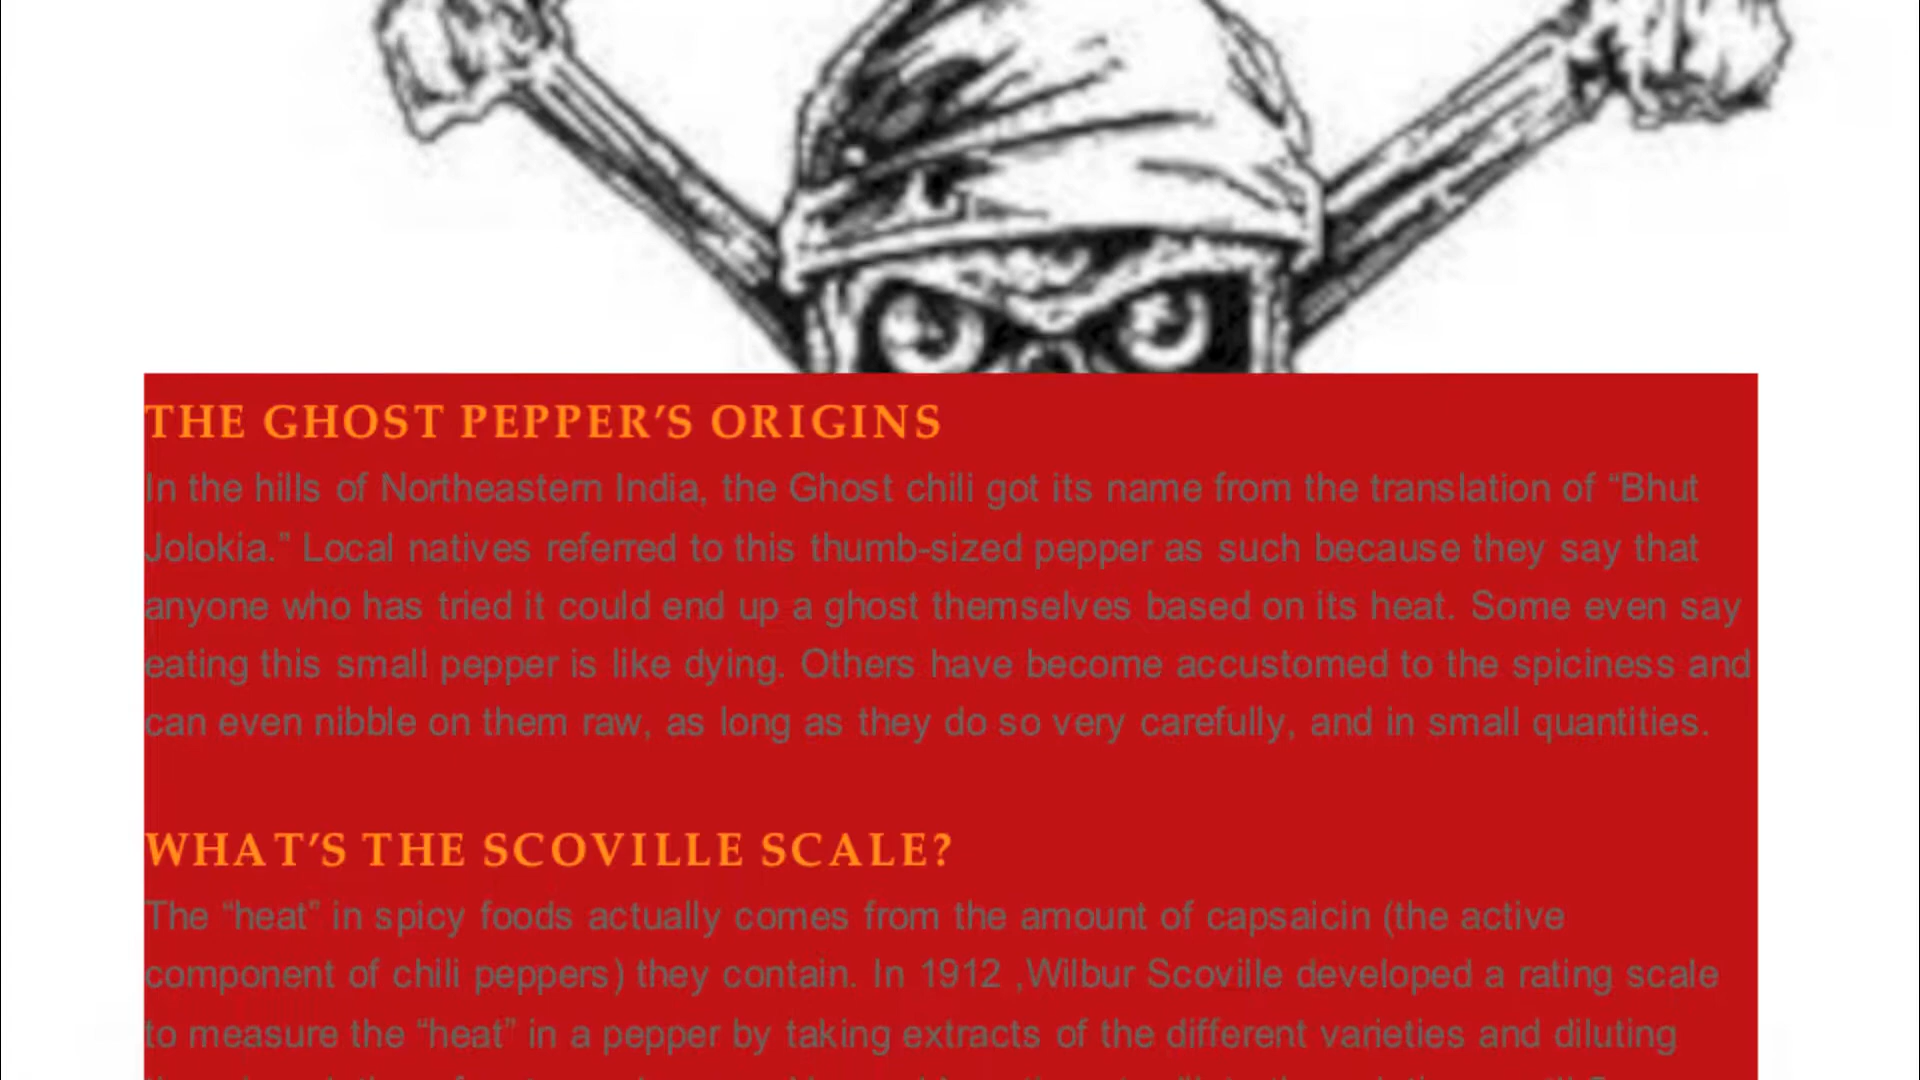 THE GHOST PEPPER’S ORIGINS
In the hills of Northeastern India, the Ghost chili got its name from the translation of “Bhut
Jolokia.” Local natives referred to this thumb-sized pepper as such because they say that
anyone who has tried it could end up a ghost themselves based on its heat. Some even say
eating this small pepper is like dying. Others have become accustomed to the spiciness and
can even nibble on them raw, as long as they do so very carefully, and in small quantities.
WHAT’S THE SCOVILLE SCALE?
The “heat” in spicy foods actually comes from the amount of capsaicin (the active
component of chili peppers) they contain. In 1912 ,Wilbur Scoville developed a rating scale
to measure the “heat” in a pepper by taking extracts of the different varieties and diluting